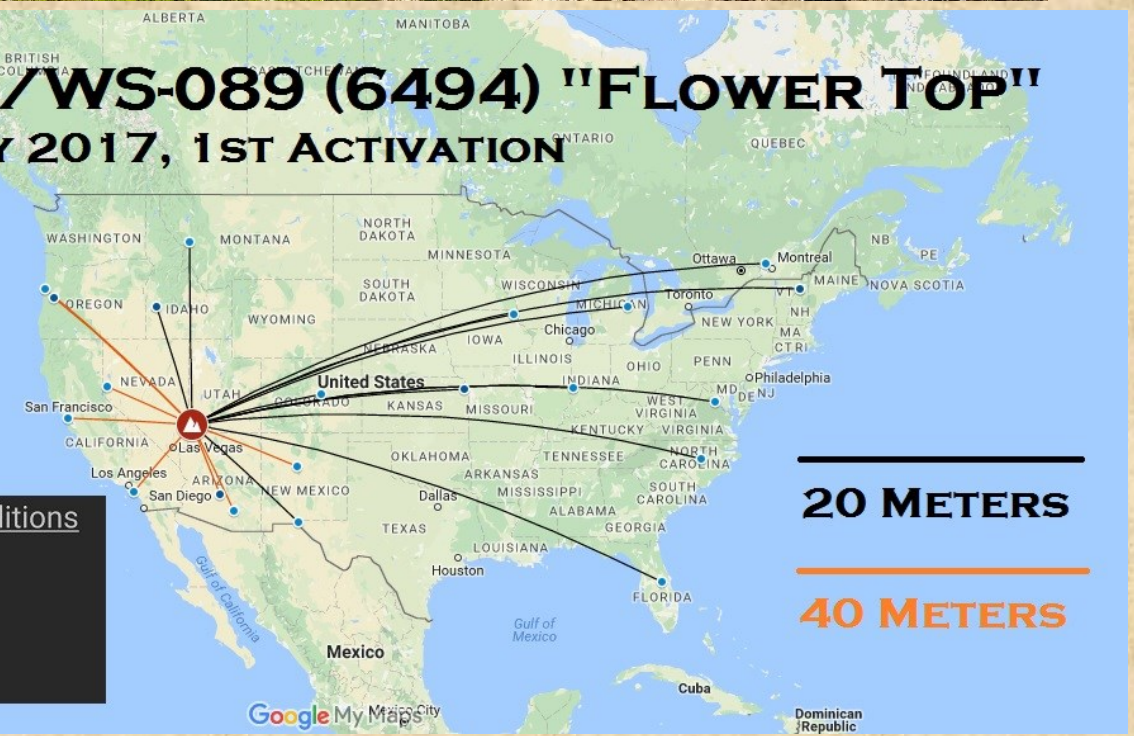 ALBERTA
MANITOBA
BRITISH
/WS-089 (6494) "FLOWER TOP"
Y 2017, 1ST ACTIVATION
ONTARIO
QUEBEC
WASHINGTON
MONTANA
NORTH
DAKOTA
MINNESOTA
Ottawa
Montreal
NB
PE
MAINE
NOVA SCOTIA
OREGON
IDAHO
SOUTH
DAKOTA
WISCONSIN
MICHIGAN
Toronto
VT
NH
WYOMING
NEW YORK
MA
CT RI
Chicago
IOWA
NEBRASKA
ILLINOIS
OHIO
PENN
Philadelphia
NEVADA
UTAH
United States
COLORADO
KANSAS
MISSOURI
INDIANA
WEST
VIRGINIA
MD
DE NJ
San Francisco
CALIFORNIA
Las Vegas
KENTUCKY
VIRGINIA
OKLAHOMA
TENNESSEE
NORTH
CAROLINA
Los Angeles
ARIZONA
NEW MEXICO
ARKANSAS
San Diego
Dallas
MISSISSIPPI
SOUTH
CAROLINA
ALABAMA
TEXAS
GEORGIA
LOUISIANA
Houston
FLORIDA
20 METERS
40 METERS
litions
Gulf of California
Gulf of
Mexico
Mexico
Cuba
Google My Maps
Mexico City
Dominican
Republic